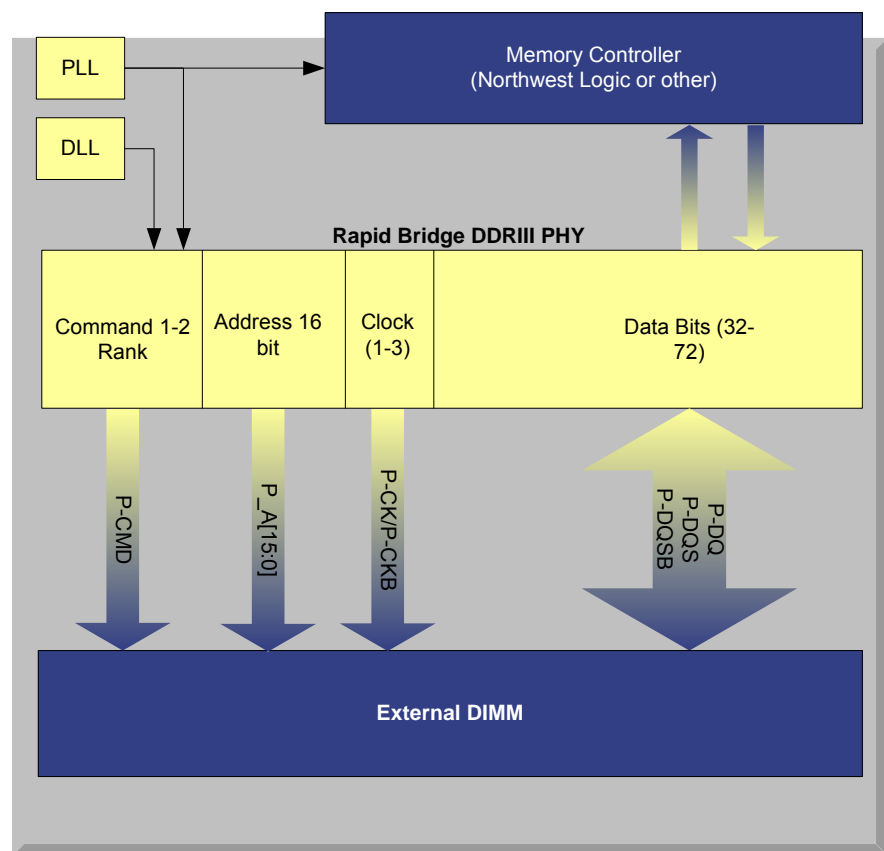 PLL
Memory Controller
(Northwest Logic or other)
DLL
Rapid Bridge DDRIII PHY
Command 1-2
Rank
Address 16
bit
Clock
(1-3)
Data Bits (32-
72)
P-CMD
P_A[15:0]
P-CK/P-CKB
P-DQ
P-DQS
P-DQSB
External DIMM